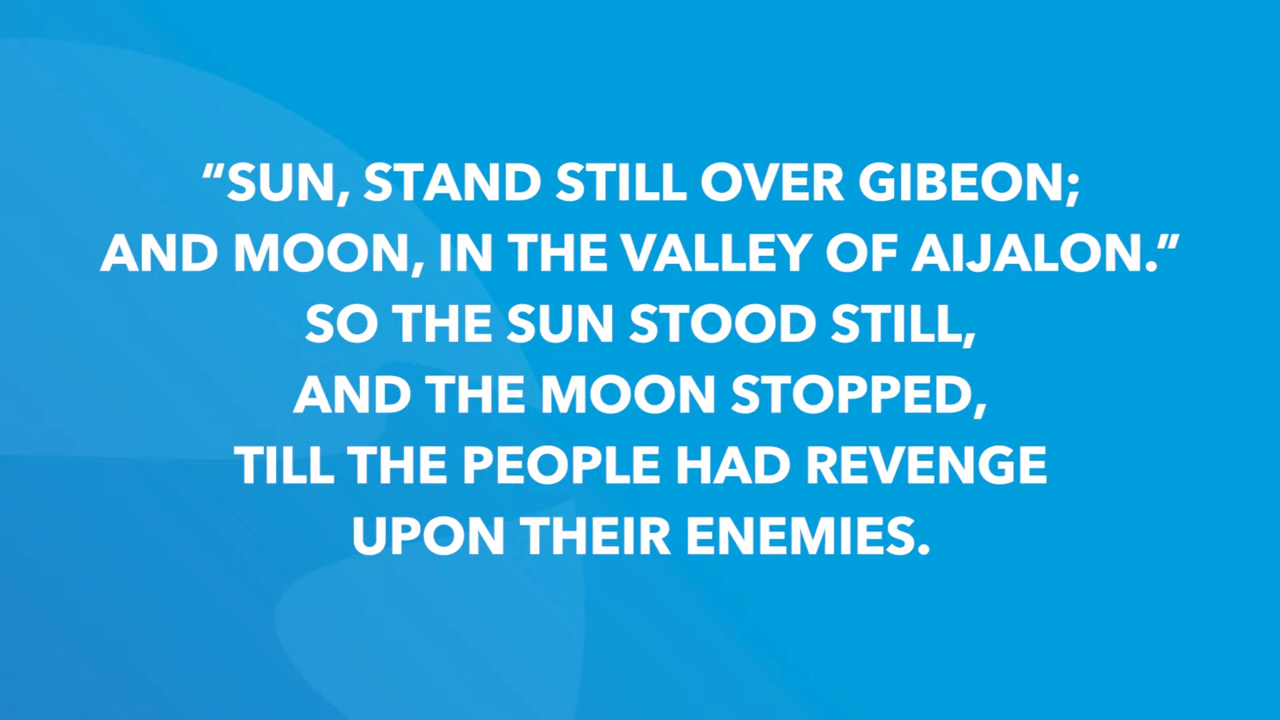 “SUN, STAND STILL OVER GIBEON;
AND MOON, IN THE VALLEY OF AIJALON.”
SO THE SUN STOOD STILL,
AND THE MOON STOPPED,
TILL THE PEOPLE HAD REVENGE
UPON THEIR ENEMIES.